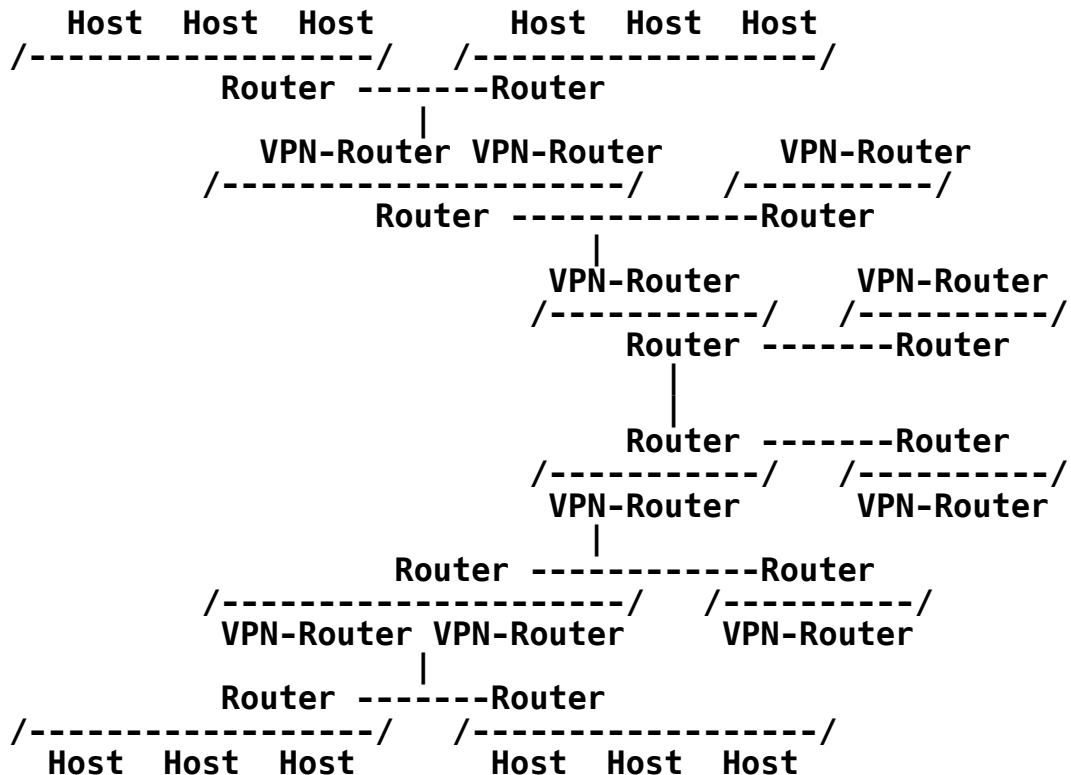 Host Host Host Host Host Host
/------------------/ /------------------/
Router -------Router
|
VPN-Router VPN-Router VPN-Router
/---------------------/ /----------/
Router -------------Router
|
VPN-Router VPN-Router
/-----------/ /----------/
Router -------Router
|
|
Router -------Router
/-----------/ /----------/
VPN-Router VPN-Router
|
Router ------------Router
/---------------------/ /----------/
VPN-Router VPN-Router VPN-Router
|
Router -------Router
/------------------/ /------------------/
Host Host Host Host Host Host